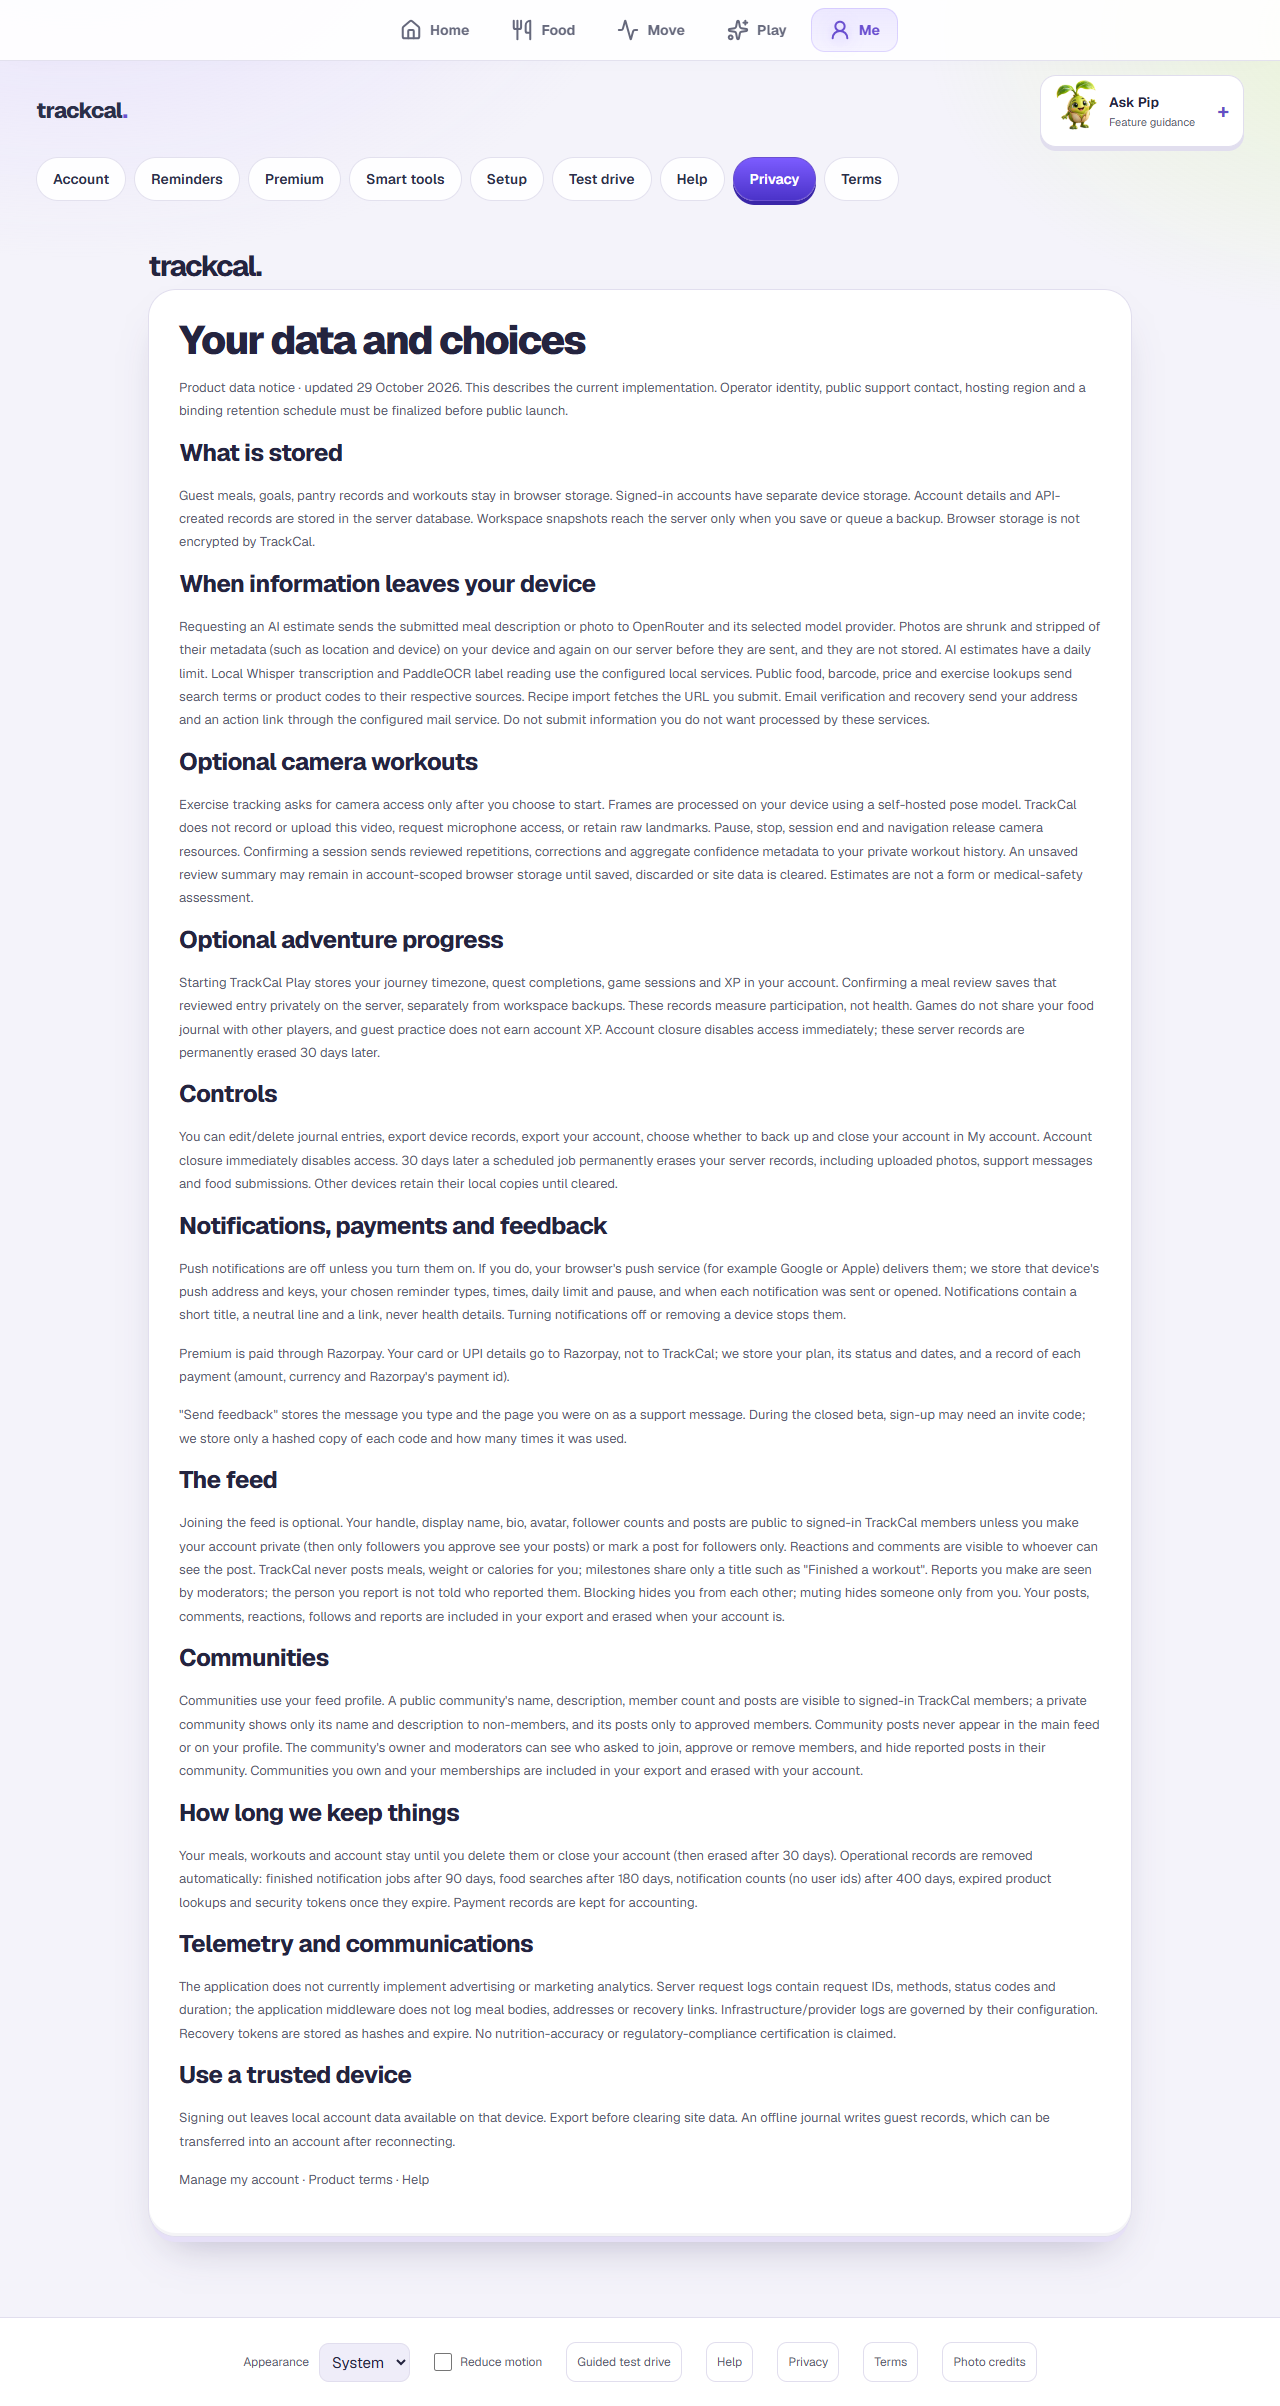 Home
Food
Move
Play
Me
trackcal.
Ask Pip
Feature guidance
+
Account
Reminders
Premium
Smart tools
Setup
Test drive
Help
Privacy
Terms
trackcal.
Your data and choices
Product data notice · updated 29 October 2026. This describes the current implementation. Operator identity, public support contact, hosting region and a
binding retention schedule must be finalized before public launch.
What is stored
Guest meals, goals, pantry records and workouts stay in browser storage. Signed-in accounts have separate device storage. Account details and API-
created records are stored in the server database. Workspace snapshots reach the server only when you save or queue a backup. Browser storage is not
encrypted by TrackCal.
When information leaves your device
Requesting an AI estimate sends the submitted meal description or photo to OpenRouter and its selected model provider. Photos are shrunk and stripped of
their metadata (such as location and device) on your device and again on our server before they are sent, and they are not stored. AI estimates have a daily
limit. Local Whisper transcription and PaddleOCR label reading use the configured local services. Public food, barcode, price and exercise lookups send
search terms or product codes to their respective sources. Recipe import fetches the URL you submit. Email verification and recovery send your address
and an action link through the configured mail service. Do not submit information you do not want processed by these services.
Optional camera workouts
Exercise tracking asks for camera access only after you choose to start. Frames are processed on your device using a self-hosted pose model. TrackCal
does not record or upload this video, request microphone access, or retain raw landmarks. Pause, stop, session end and navigation release camera
resources. Confirming a session sends reviewed repetitions, corrections and aggregate confidence metadata to your private workout history. An unsaved
review summary may remain in account-scoped browser storage until saved, discarded or site data is cleared. Estimates are not a form or medical-safety
assessment.
Optional adventure progress
Starting TrackCal Play stores your journey timezone, quest completions, game sessions and XP in your account. Confirming a meal review saves that
reviewed entry privately on the server, separately from workspace backups. These records measure participation, not health. Games do not share your food
journal with other players, and guest practice does not earn account XP. Account closure disables access immediately; these server records are
permanently erased 30 days later.
Controls
You can edit/delete journal entries, export device records, export your account, choose whether to back up and close your account in My account. Account
closure immediately disables access. 30 days later a scheduled job permanently erases your server records, including uploaded photos, support messages
and food submissions. Other devices retain their local copies until cleared.
Notifications, payments and feedback
Push notifications are off unless you turn them on. If you do, your browser's push service (for example Google or Apple) delivers them; we store that device's
push address and keys, your chosen reminder types, times, daily limit and pause, and when each notification was sent or opened. Notifications contain a
short title, a neutral line and a link, never health details. Turning notifications off or removing a device stops them.
Premium is paid through Razorpay. Your card or UPI details go to Razorpay, not to TrackCal; we store your plan, its status and dates, and a record of each
payment (amount, currency and Razorpay's payment id).
"Send feedback" stores the message you type and the page you were on as a support message. During the closed beta, sign-up may need an invite code;
we store only a hashed copy of each code and how many times it was used.
The feed
Joining the feed is optional. Your handle, display name, bio, avatar, follower counts and posts are public to signed-in TrackCal members unless you make
your account private (then only followers you approve see your posts) or mark a post for followers only. Reactions and comments are visible to whoever can
see the post. TrackCal never posts meals, weight or calories for you; milestones share only a title such as "Finished a workout". Reports you make are seen
by moderators; the person you report is not told who reported them. Blocking hides you from each other; muting hides someone only from you. Your posts,
comments, reactions, follows and reports are included in your export and erased when your account is.
Communities
Communities use your feed profile. A public community's name, description, member count and posts are visible to signed-in TrackCal members; a private
community shows only its name and description to non-members, and its posts only to approved members. Community posts never appear in the main feed
or on your profile. The community's owner and moderators can see who asked to join, approve or remove members, and hide reported posts in their
community. Communities you own and your memberships are included in your export and erased with your account.
How long we keep things
Your meals, workouts and account stay until you delete them or close your account (then erased after 30 days). Operational records are removed
automatically: finished notification jobs after 90 days, food searches after 180 days, notification counts (no user ids) after 400 days, expired product
lookups and security tokens once they expire. Payment records are kept for accounting.
Telemetry and communications
The application does not currently implement advertising or marketing analytics. Server request logs contain request IDs, methods, status codes and
duration; the application middleware does not log meal bodies, addresses or recovery links. Infrastructure/provider logs are governed by their configuration.
Recovery tokens are stored as hashes and expire. No nutrition-accuracy or regulatory-compliance certification is claimed.
Use a trusted device
Signing out leaves local account data available on that device. Export before clearing site data. An offline journal writes guest records, which can be
transferred into an account after reconnecting.
Manage my account · Product terms · Help
Appearance
System
Reduce motion
Guided test drive
Help
Privacy
Terms
Photo credits